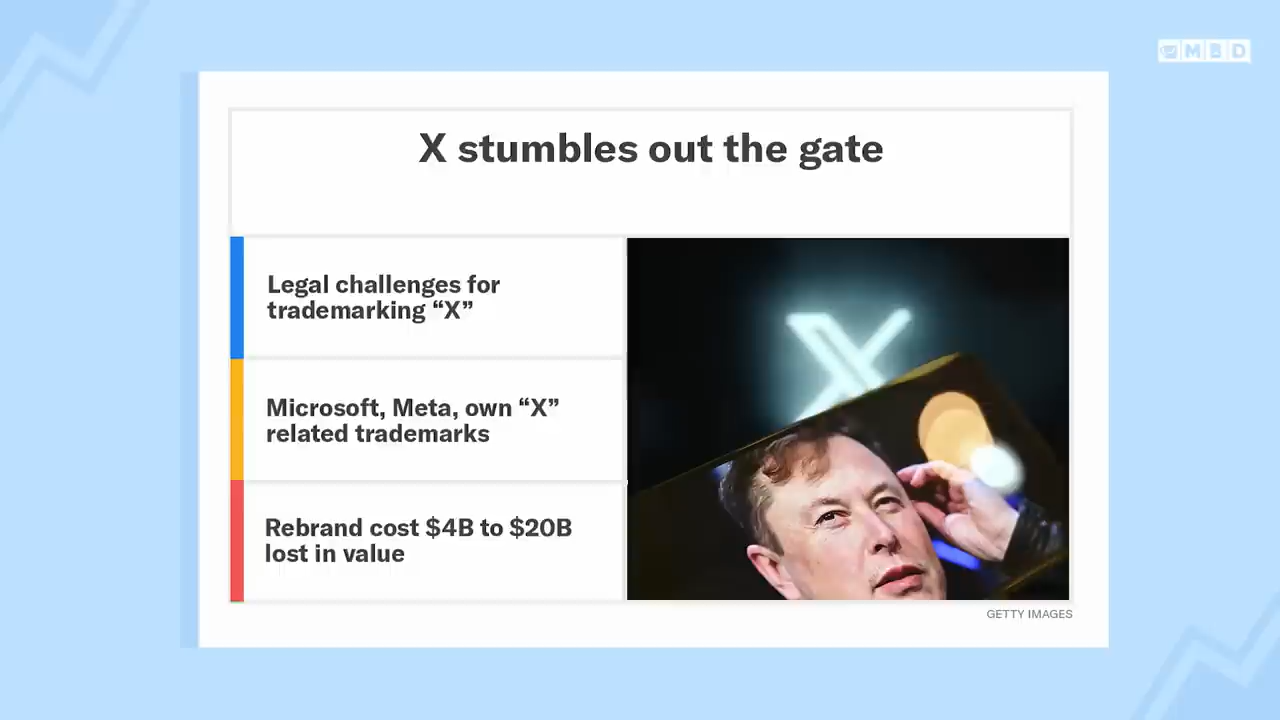 MBD
X stumbles out the gate
Legal challenges for
trademarking “X”
Microsoft, Meta, own “X”
related trademarks
Rebrand cost $4B to $20B
lost in value
X
GETTY IMAGES